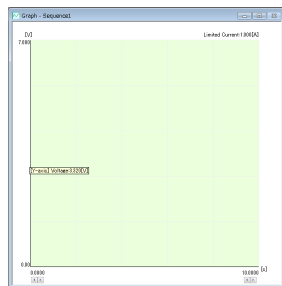 Graph - Sequence1
[V]
Limited Current:1.000[A]
7.000
[Y-axis] Voltage:3.320[V]
0.00
0.0000
10.0000
[s]